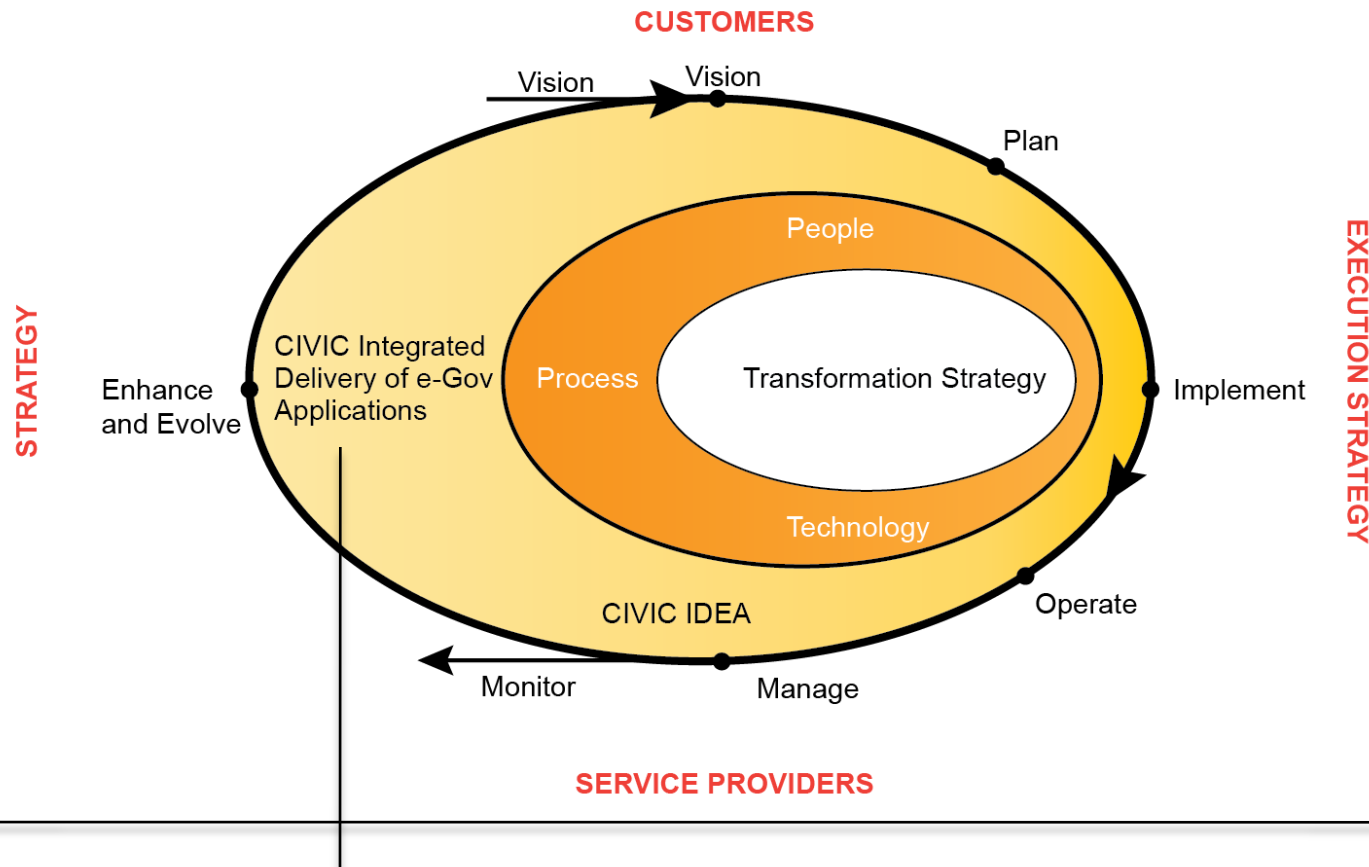 CUSTOMERS
Vision
Vision
Plan
People
EXECUTION STRATEGY
STRATEGY
CIVIC Integrated
Delivery of e-Gov
Applications
Process
Transformation Strategy
Enhance
and Evolve
Implement
Technology
Operate
CIVIC IDEA
Monitor
Manage
SERVICE PROVIDERS